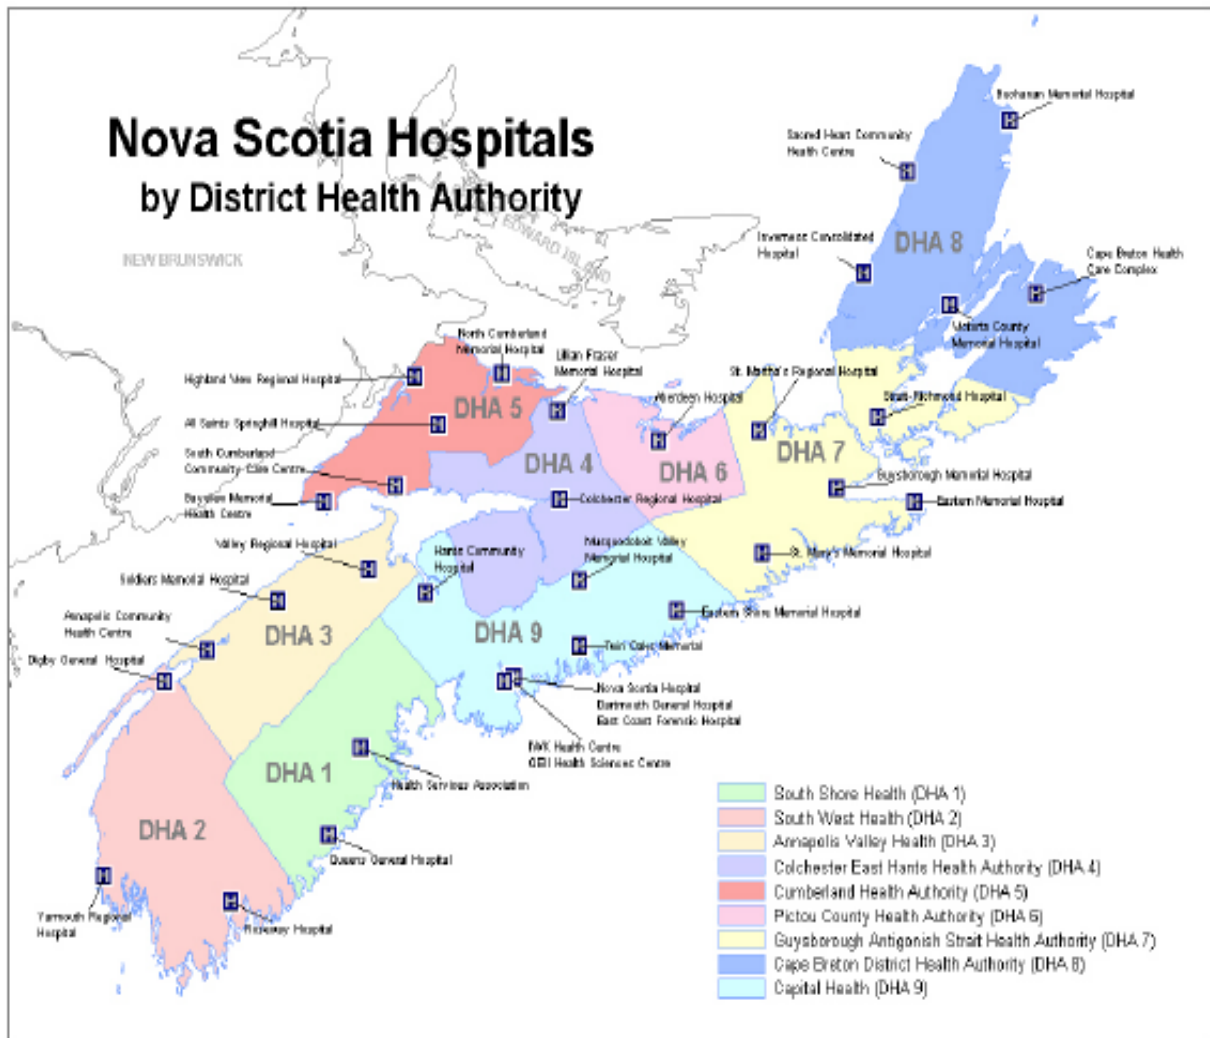 Nova Scotia Hospitals
by District Health Authority
NEW BRUNSWICK
EDWARD ISLAND
Buchanan Memorial Hospital
Sacred Heart Community
Health Centre
DHA 8
Inverness Consolidated
Hospital
Cape Breton Health
Care Complex
Victoria County
Memorial Hospital
North Cumberland
Memorial Hospital
Lillian Fraser
Memorial Hospital
Highland View Regional Hospital
St. Martha's Regional Hospital
Aberdeen Hospital
Strait-Richmond Hospital
DHA 5
All Saints Springhill Hospital
South Cumberland
Community Care Centre
DHA 4
DHA 6
DHA 7
Guysborough Memorial Hospital
Bayview Memorial
Health Centre
Colchester Regional Hospital
Eastern Memorial Hospital
Valley Regional Hospital
Hants Community
Hospital
Musquodoboit Valley
Memorial Hospital
St. Mary's Memorial Hospital
Soldiers Memorial Hospital
Annapolis Community
Health Centre
Eastern Shore Memorial Hospital
DHA 3
DHA 9
Twin Oaks Memorial
Digby General Hospital
Nova Scotia Hospital
Dartmouth General Hospital
East Coast Forensic Hospital
IWK Health Centre
QEII Health Sciences Centre
DHA 1
Health Services Association
DHA 2
Queens General Hospital
Yarmouth Regional
Hospital
Roseway Hospital
South Shore Health (DHA 1)
South West Health (DHA 2)
Annapolis Valley Health (DHA 3)
Colchester East Hants Health Authority (DHA 4)
Cumberland Health Authority (DHA 5)
Pictou County Health Authority (DHA 6)
Guysborough Antigonish Strait Health Authority (DHA 7)
Cape Breton District Health Authority (DHA 8)
Capital Health (DHA 9)